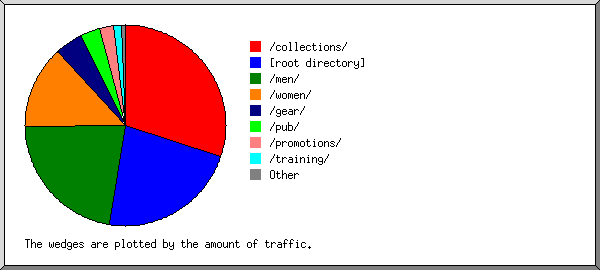 /collections/
[root directory]
/men/
/women/
/gear/
/pub/
/promotions/
/training/
Other
The wedges are plotted by the amount of traffic.